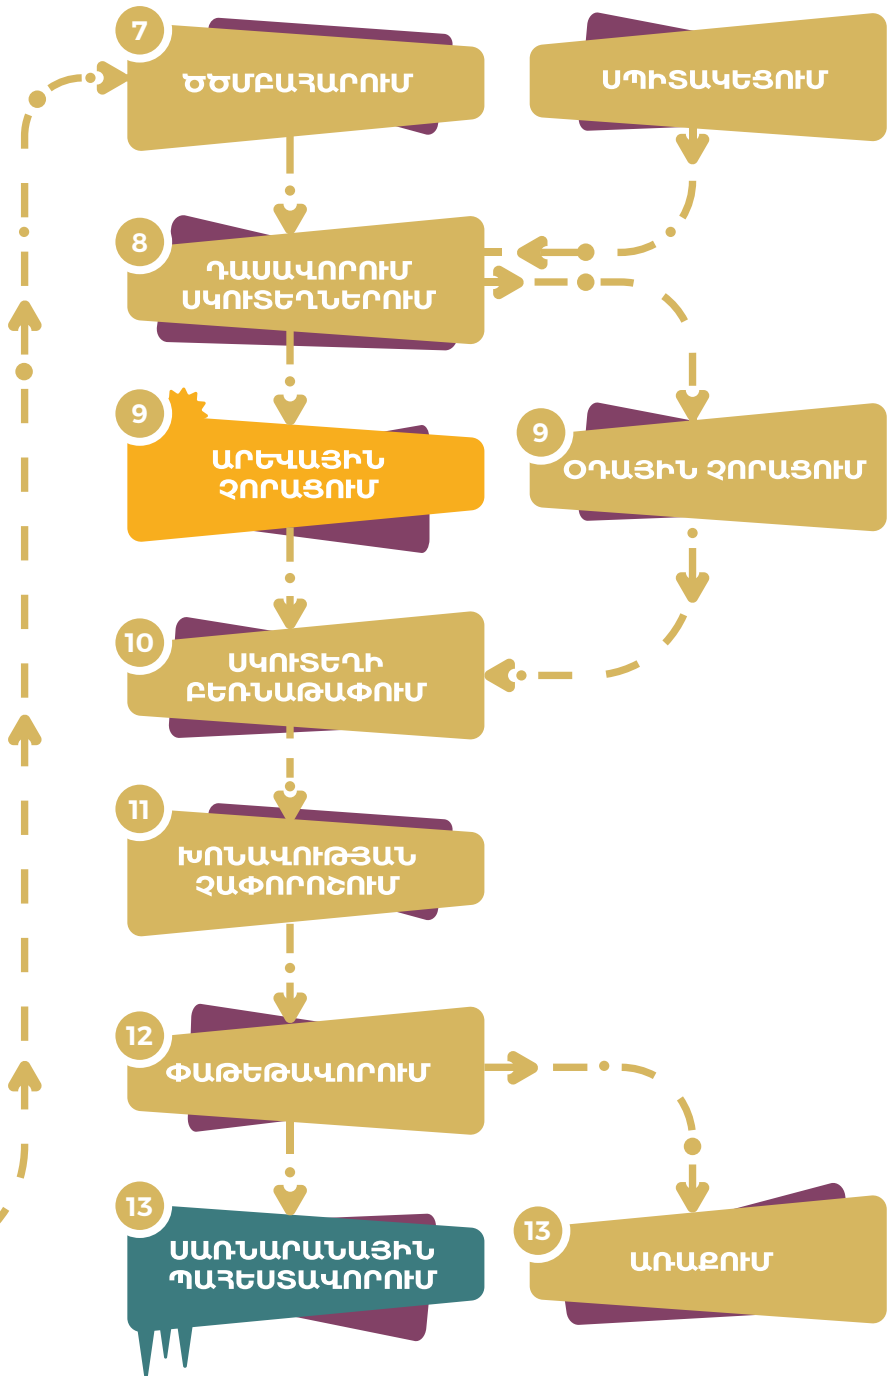 7
ԾԾՄԲԱՀԱՐՈՒՄ
ՍՊԻՏԱԿԵՑՈՒՄ
8
ԴԱՍԱՎՈՐՈՒՄ
ՍԿՈՒՏԵՂՆԵՐՈՒՄ
9
ԱՐԵՎԱՅԻՆ
ՉՈՐԱՑՈՒՄ
9
ՕԴԱՅԻՆ ՉՈՐԱՑՈՒՄ
10
ՍԿՈՒՏԵՂԻ
ԲԵՌՆԱԹԱՓՈՒՄ
11
ԽՈՆԱՎՈՒԹՅԱՆ
ՉԱՓՈՐՈՇՈՒՄ
12
ՓԱԹԵԹԱՎՈՐՈՒՄ
13
ՍԱՌՆԱՐԱՆԱՅԻՆ
ՊԱՀԵՍՏԱՎՈՐՈՒՄ
13
ԱՌԱՔՈՒՄ